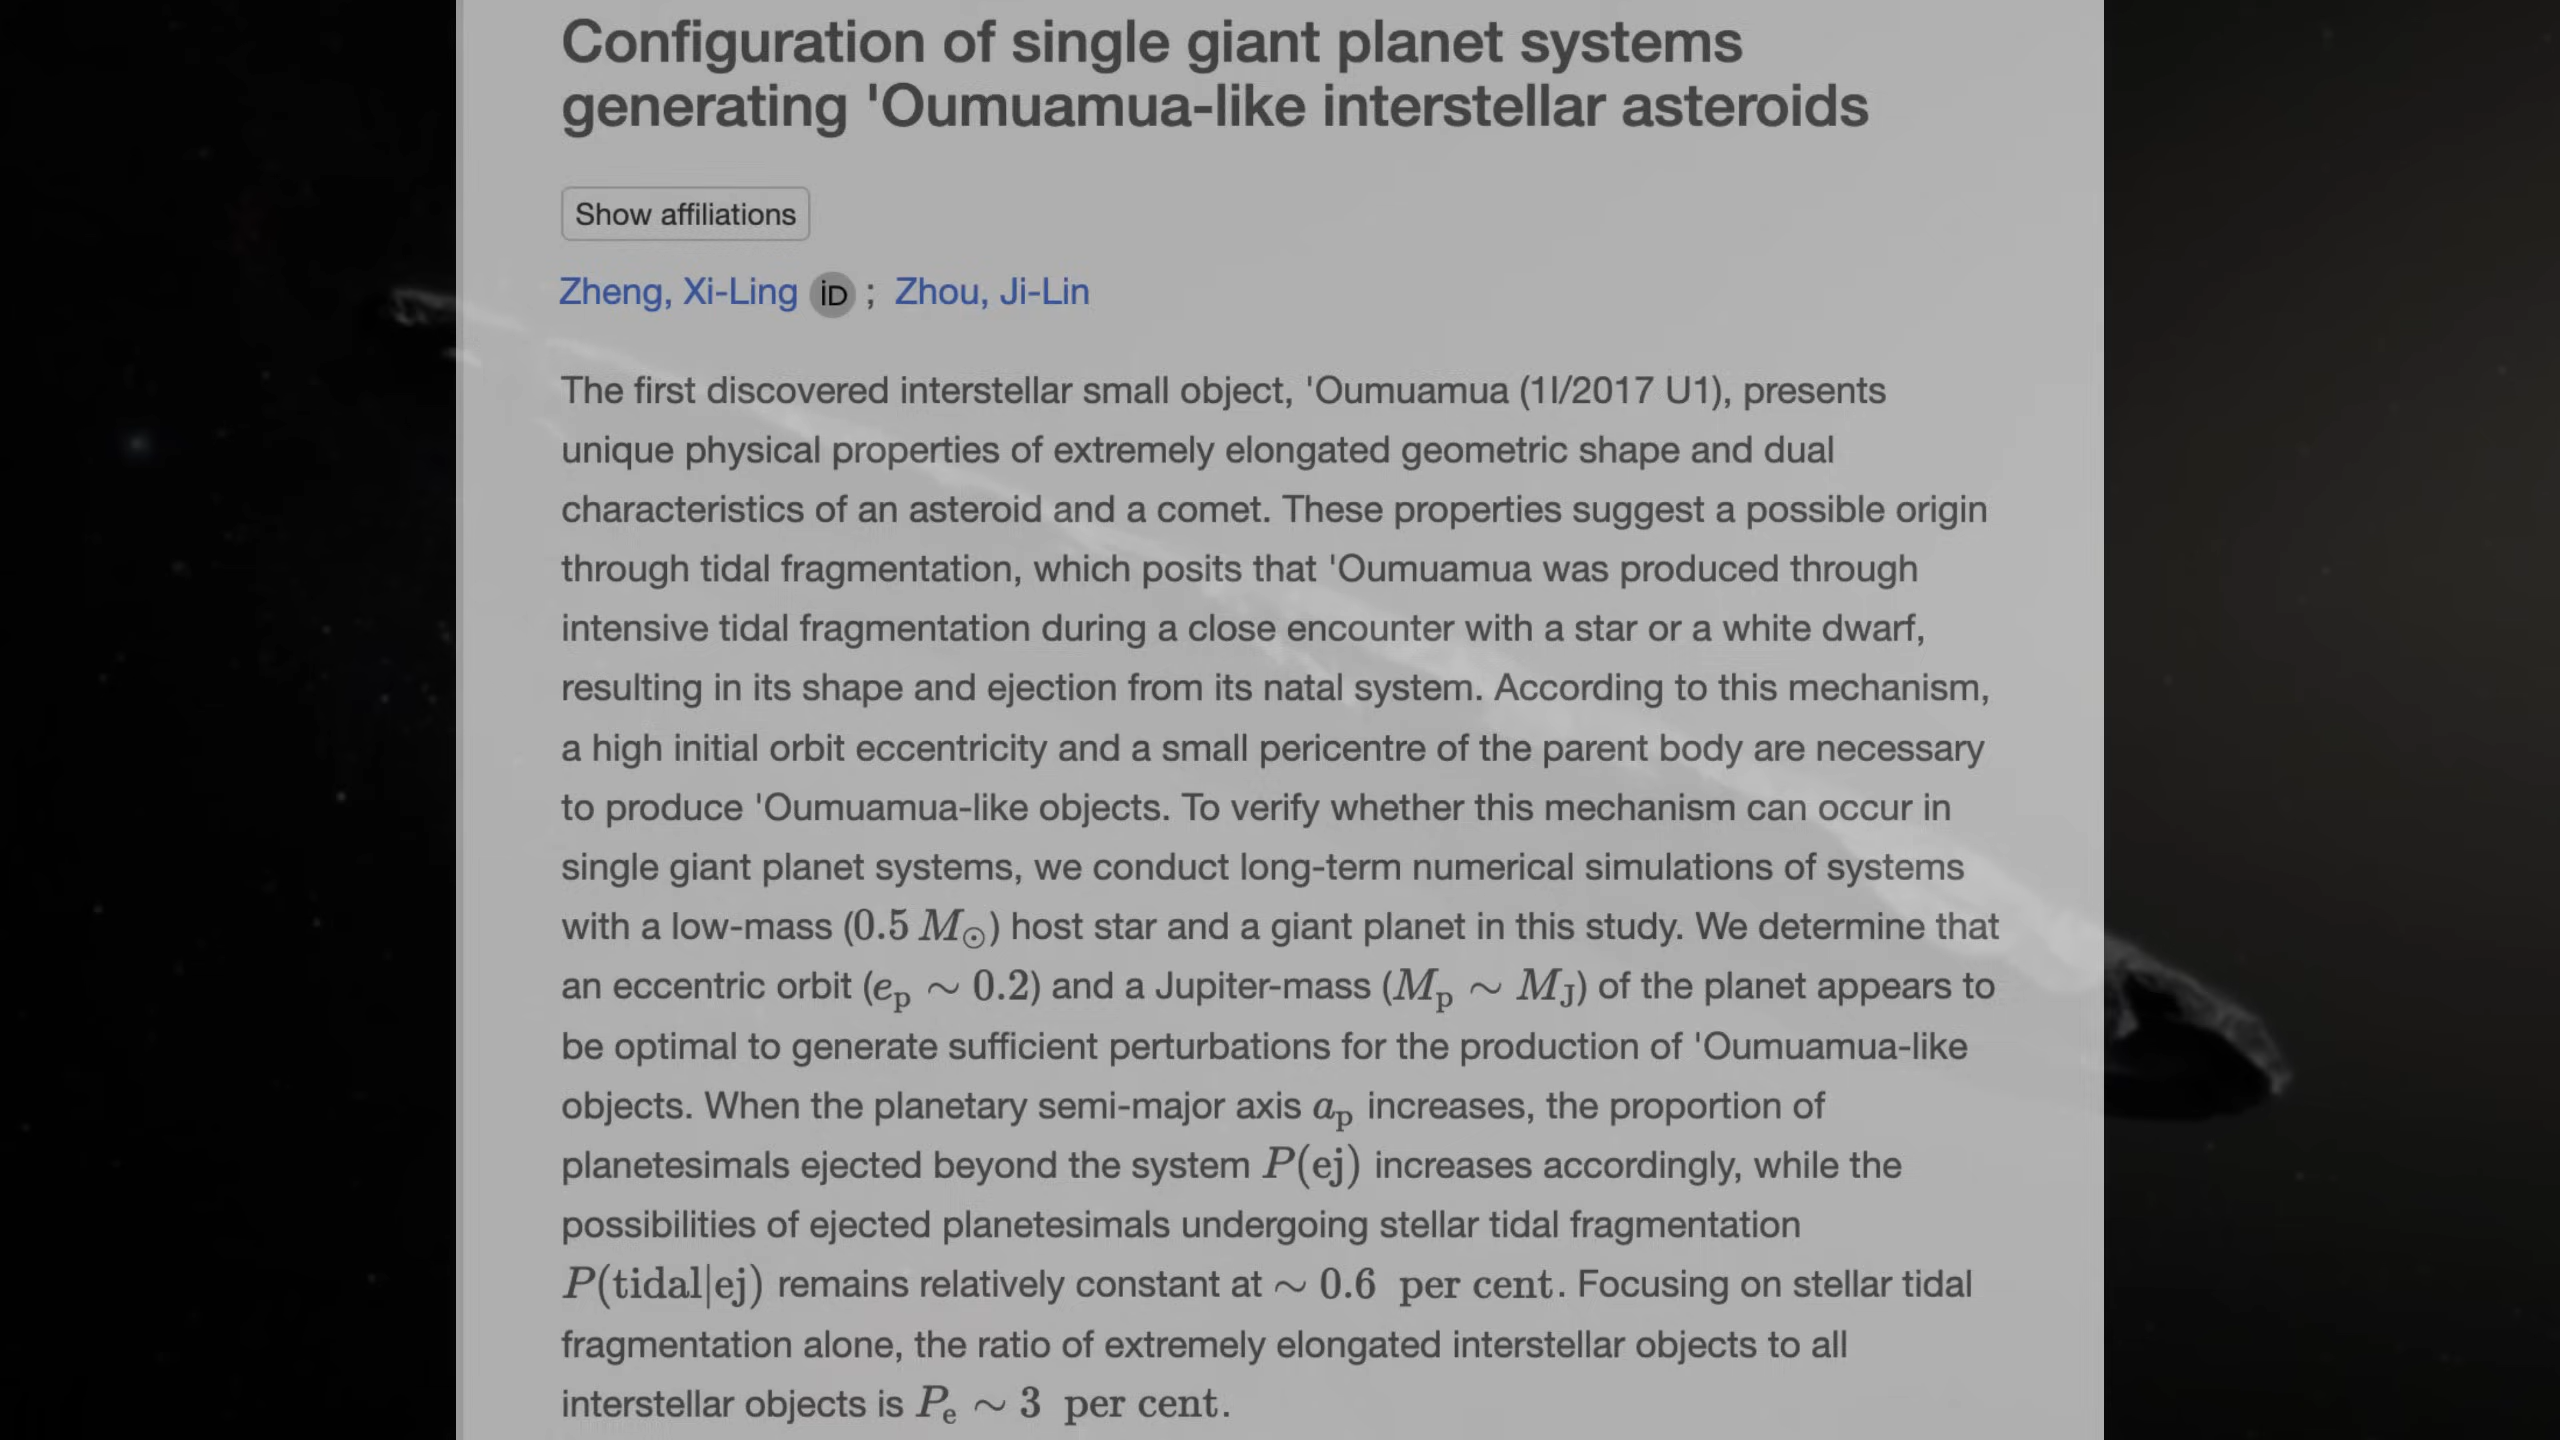 Configuration of single giant planet systems
generating 'Oumuamua-like interstellar asteroids
Show affiliations
Zheng, Xi-Ling iD ; Zhou, Ji-Lin
The first discovered interstellar small object, 'Oumuamua (1I/2017 U1), presents
unique physical properties of extremely elongated geometric shape and dual
characteristics of an asteroid and a comet. These properties suggest a possible origin
through tidal fragmentation, which posits that 'Oumuamua was produced through
intensive tidal fragmentation during a close encounter with a star or a white dwarf,
resulting in its shape and ejection from its natal system. According to this mechanism,
a high initial orbit eccentricity and a small pericentre of the parent body are necessary
to produce 'Oumuamua-like objects. To verify whether this mechanism can occur in
single giant planet systems, we conduct long-term numerical simulations of systems
with a low-mass (0.5 M⊙) host star and a giant planet in this study. We determine that
an eccentric orbit (eₚ ∼ 0.2) and a Jupiter-mass (Mₚ ∼ M_J) of the planet appears to
be optimal to generate sufficient perturbations for the production of 'Oumuamua-like
objects. When the planetary semi-major axis aₚ increases, the proportion of
planetesimals ejected beyond the system P(ej) increases accordingly, while the
possibilities of ejected planetesimals undergoing stellar tidal fragmentation
P(tidal|ej) remains relatively constant at ∼ 0.6 per cent. Focusing on stellar tidal
fragmentation alone, the ratio of extremely elongated interstellar objects to all
interstellar objects is Pₑ ∼ 3 per cent.